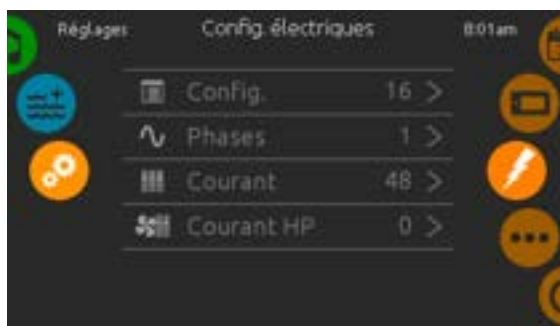 Réglages Config électriques 8:01am
Config. 16 >
Phases 1 >
Courant 48 >
Courant HP 0 >